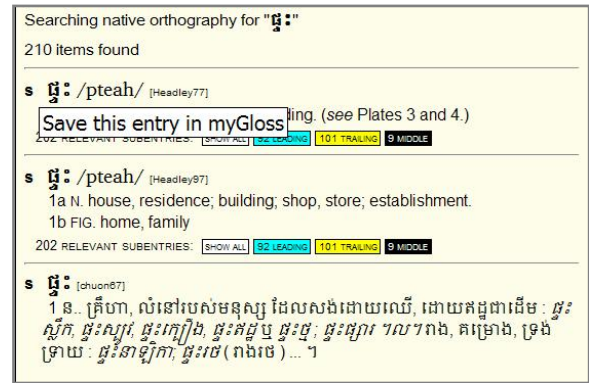 Searching native orthography for "ផ្ទះ"
210 items found
s ផ្ទះ /pteah/ [Headley77]
Save this entry in myGloss
ding. (see Plates 3 and 4.)
202 RELEVANT SUBENTRIES: SHOW ALL 92 LEADING 101 TRAILING 9 MIDDLE
s ផ្ទះ /pteah/ [Headley97]
1a N. house, residence; building; shop, store; establishment.
1b FIG. home, family
202 RELEVANT SUBENTRIES: SHOW ALL 92 LEADING 101 TRAILING 9 MIDDLE
s ផ្ទះ [chuon67]
1 ន.. គ្រឹហា, លំនៅរបស់មនុស្ស ដែលសង់ដោយឈើ, ដោយឥដ្ឋជាដើម : ផ្ទះ
ស្លឹក, ផ្ទះស្បូវ, ផ្ទះក្បឿង, ផ្ទះឥដ្ឋ ឬ ផ្ទះថ្ម ; ផ្ទះផ្សារ ។ល។ រាង, គម្រោង, ទ្រង់
ទ្រាយ : ផ្ទះនាឡិកា; ផ្ទះរថ ( រាងរថ ) ... ។